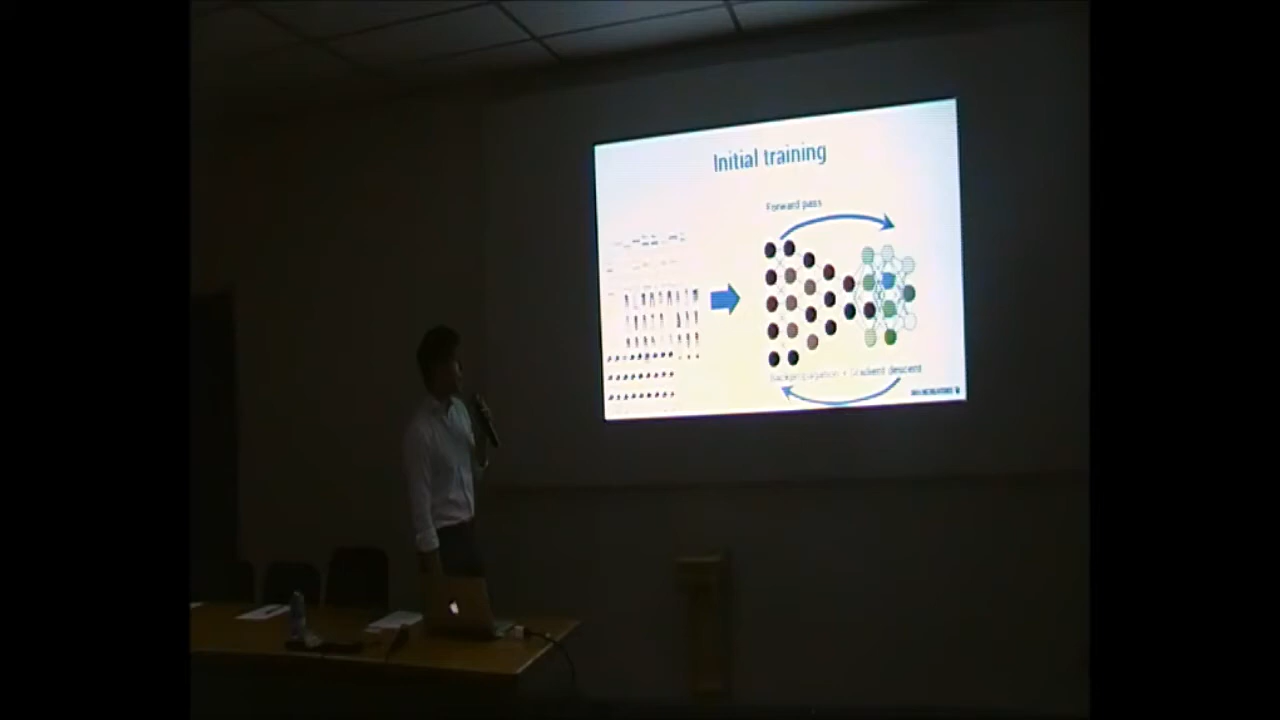 Initial training
Forward pass
Backpropagation + Gradient descent